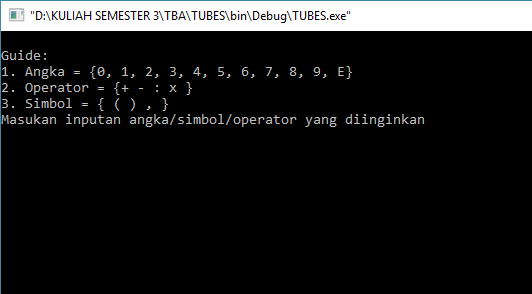 "D:\KULIAH SEMESTER 3\TBA\TUBES\bin\Debug\TUBES.exe"
Guide:
1. Angka = {0, 1, 2, 3, 4, 5, 6, 7, 8, 9, E}
2. Operator = {+ - : x }
3. Simbol = { ( ) , }
Masukan inputan angka/simbol/operator yang diinginkan